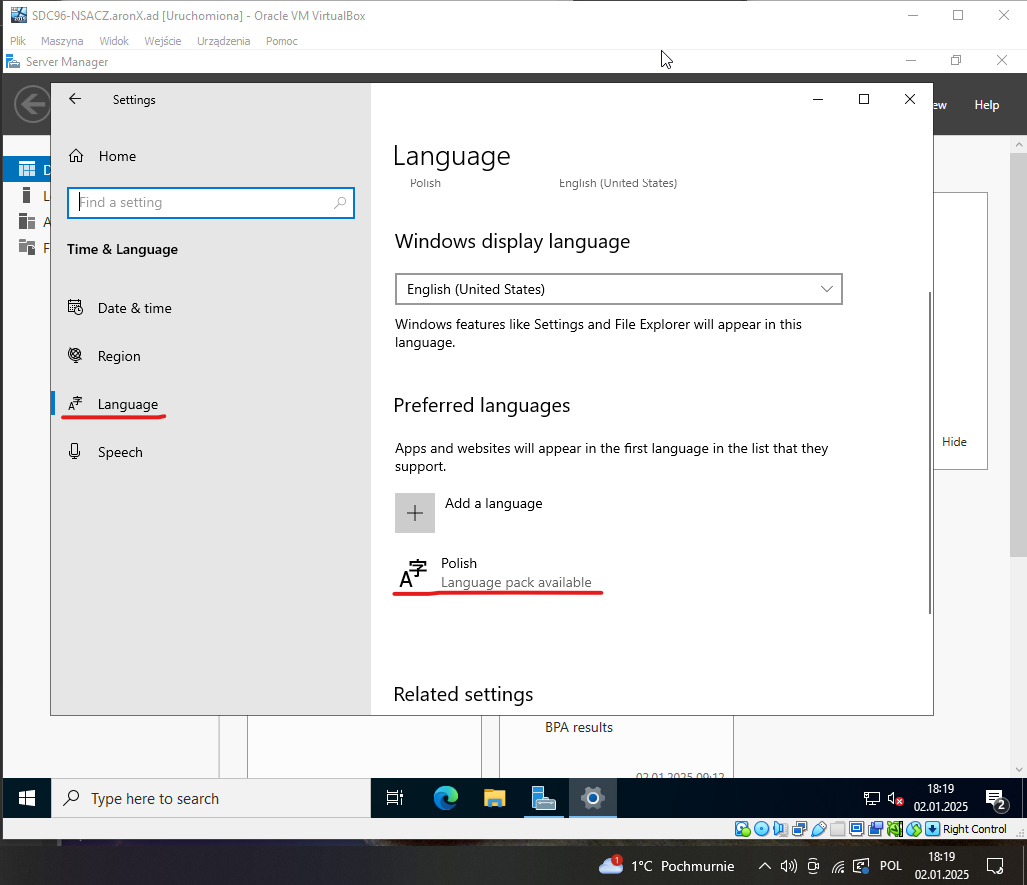 SDC96-NSACZ.aronX.ad [Uruchomiona] - Oracle VM VirtualBox
Plik Maszyna Widok Wejście Urządzenia Pomoc
Server Manager
Settings
ew Help
Home
Find a setting
Time & Language
Date & time
Region
Language
Speech
Language
Polish English (United States)
Windows display language
English (United States)
Windows features like Settings and File Explorer will appear in this
language.
Preferred languages
Apps and websites will appear in the first language in the list that they
support.
Add a language
Polish
Language pack available
Related settings
D
L
A
F
Hide
BPA results
02.01.2025 09:12
Type here to search
18:19
02.01.2025
2
Right Control
1
1°C Pochmurnie
POL
18:19
02.01.2025